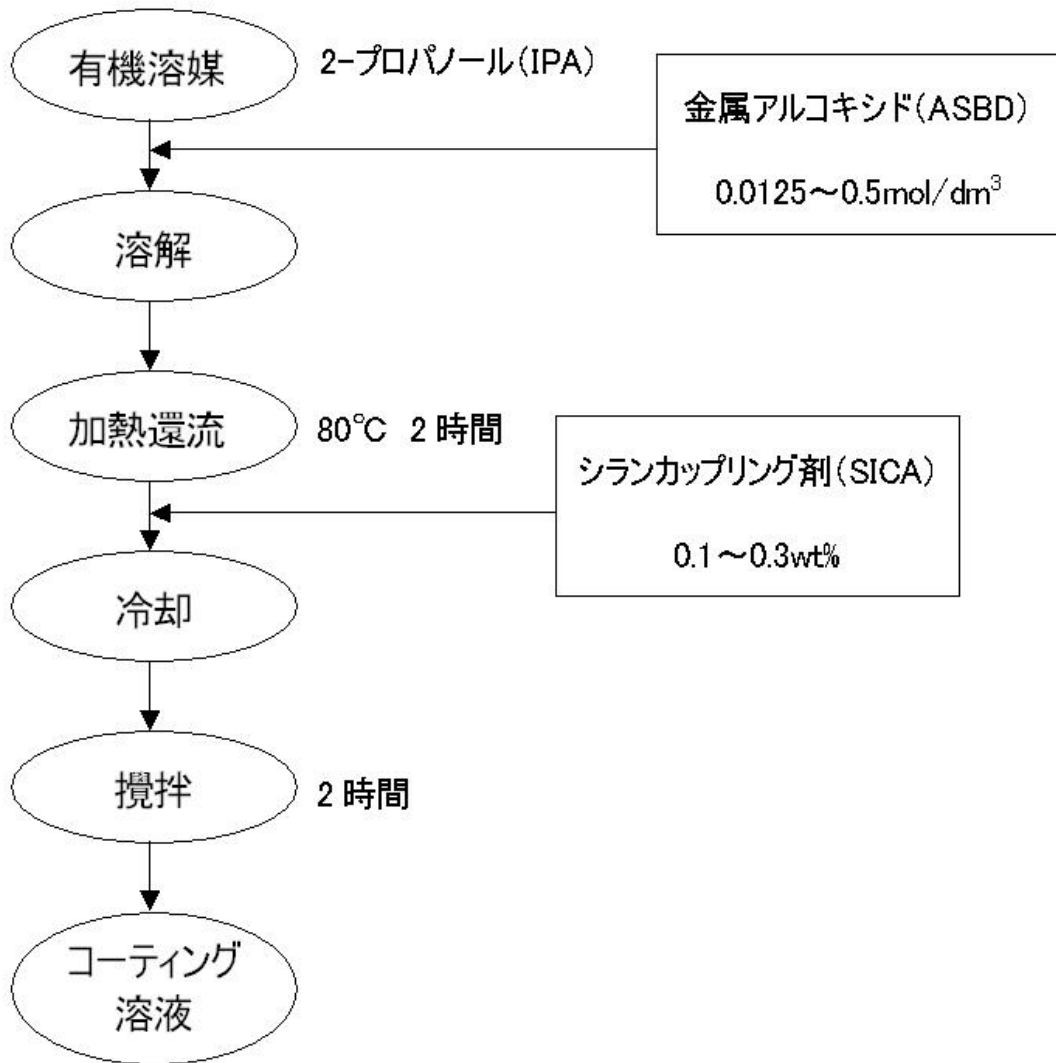 有機溶媒
2-プロパノール(IPA)
金属アルコキシド(ASBD)
0.0125～0.5mol/dm³
溶解
加熱還流
80℃ 2時間
シランカップリング剤(SICA)
0.1～0.3wt%
冷却
攪拌
2時間
コーティング
溶液